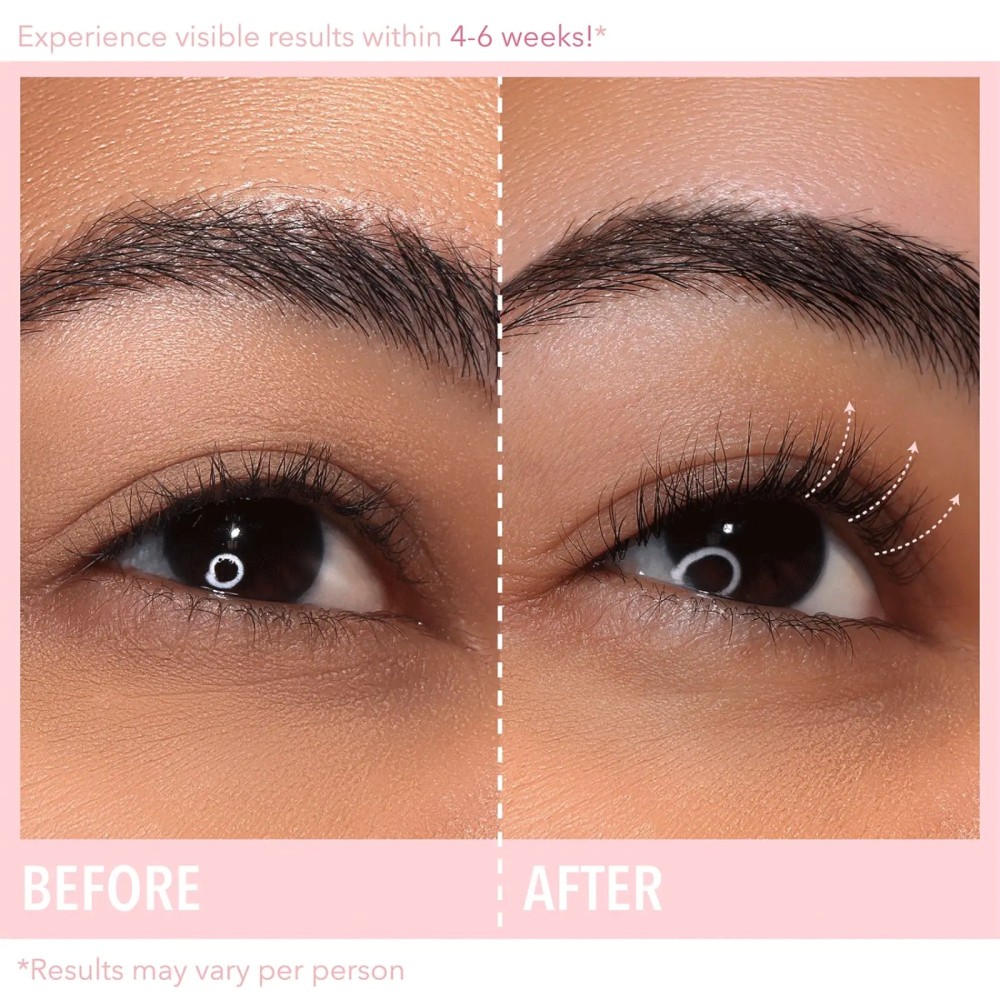 Experience visible results within 4-6 weeks!*
BEFORE
AFTER
*Results may vary per person